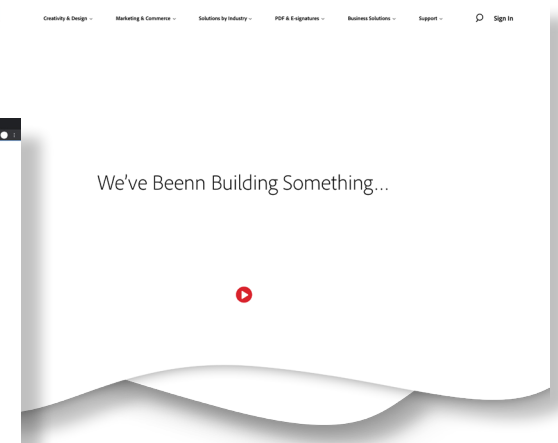 Creativity & Design Marketing & Commerce Solutions by Industry PDF & E-signatures Business Solutions Support Sign In
We've Beenn Building Something...